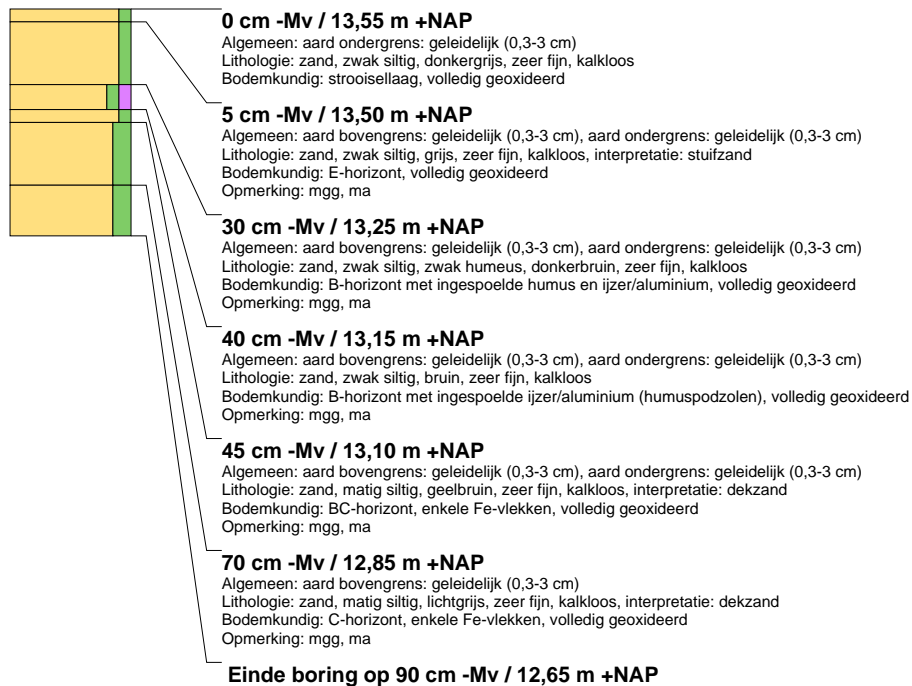 0 cm -Mv / 13,55 m +NAP
Algemeen: aard ondergrens: geleidelijk (0,3-3 cm)
Lithologie: zand, zwak siltig, donkergrijs, zeer fijn, kalkloos
Bodemkundig: strooisellaag, volledig geoxideerd
5 cm -Mv / 13,50 m +NAP
Algemeen: aard bovengrens: geleidelijk (0,3-3 cm), aard ondergrens: geleidelijk (0,3-3 cm)
Lithologie: zand, zwak siltig, grijs, zeer fijn, kalkloos, interpretatie: stuifzand
Bodemkundig: E-horizont, volledig geoxideerd
Opmerking: mgg, ma
30 cm -Mv / 13,25 m +NAP
Algemeen: aard bovengrens: geleidelijk (0,3-3 cm), aard ondergrens: geleidelijk (0,3-3 cm)
Lithologie: zand, zwak siltig, zwak humeus, donkerbruin, zeer fijn, kalkloos
Bodemkundig: B-horizont met ingespoelde humus en ijzer/aluminium, volledig geoxideerd
Opmerking: mgg, ma
40 cm -Mv / 13,15 m +NAP
Algemeen: aard bovengrens: geleidelijk (0,3-3 cm), aard ondergrens: geleidelijk (0,3-3 cm)
Lithologie: zand, zwak siltig, bruin, zeer fijn, kalkloos
Bodemkundig: B-horizont met ingespoelde ijzer/aluminium (humuspodzolen), volledig geoxideerd
Opmerking: mgg, ma
45 cm -Mv / 13,10 m +NAP
Algemeen: aard bovengrens: geleidelijk (0,3-3 cm), aard ondergrens: geleidelijk (0,3-3 cm)
Lithologie: zand, matig siltig, geelbruin, zeer fijn, kalkloos, interpretatie: dekzand
Bodemkundig: BC-horizont, enkele Fe-vlekken, volledig geoxideerd
Opmerking: mgg, ma
70 cm -Mv / 12,85 m +NAP
Algemeen: aard bovengrens: geleidelijk (0,3-3 cm)
Lithologie: zand, matig siltig, lichtgrijs, zeer fijn, kalkloos, interpretatie: dekzand
Bodemkundig: C-horizont, enkele Fe-vlekken, volledig geoxideerd
Opmerking: mgg, ma
Einde boring op 90 cm -Mv / 12,65 m +NAP